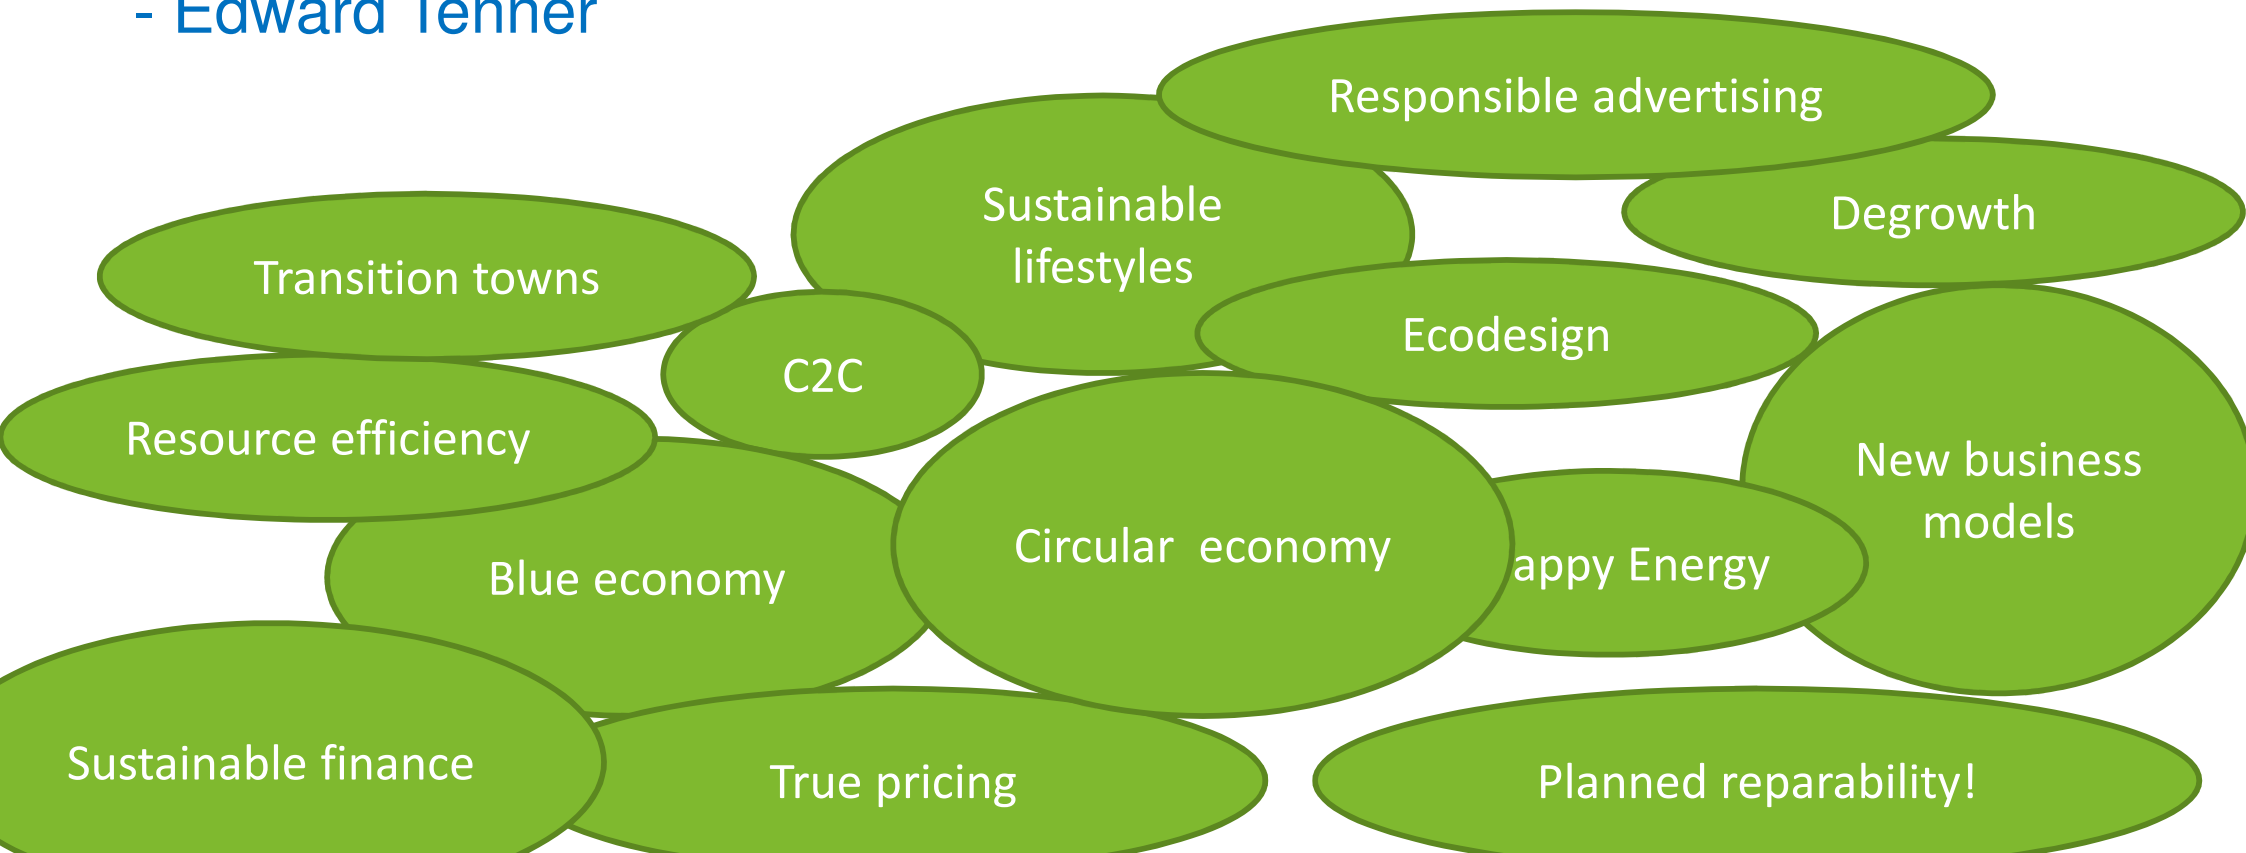 - Edward Tenner
Responsible advertising
Sustainable
lifestyles
Degrowth
Transition towns
Ecodesign
C2C
Resource efficiency
New business
models
Circular  economy
appy Energy
Blue economy
Sustainable finance
True pricing
Planned reparability!